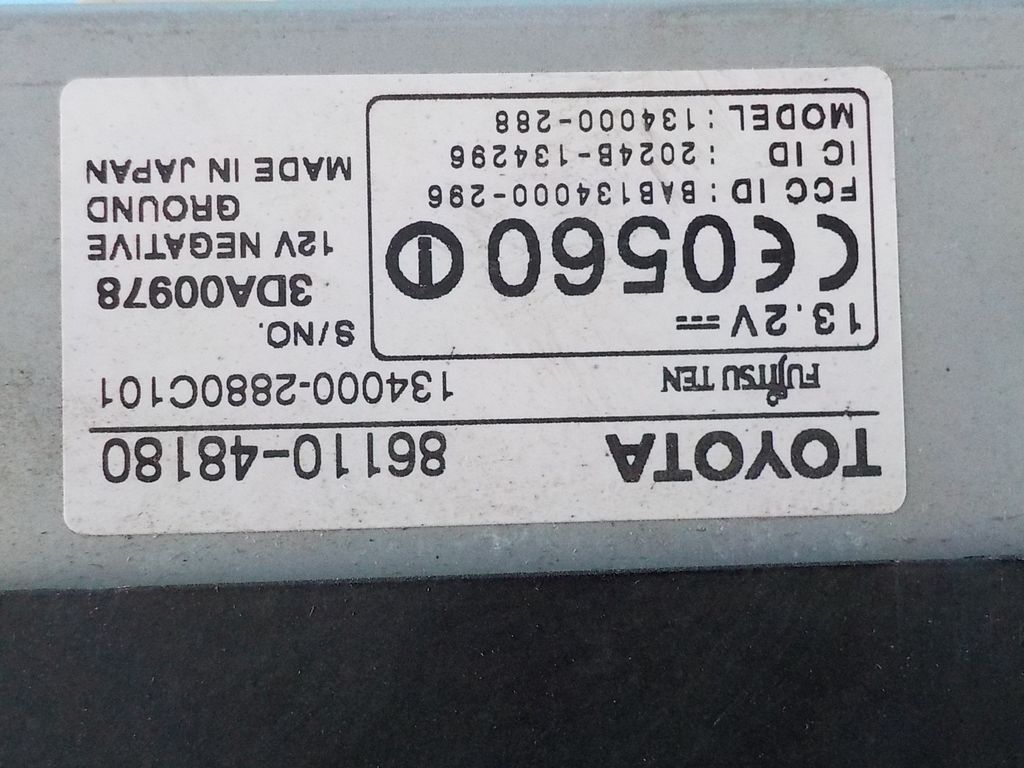 TOYOTA 86110-48180
FUJITSU TEN 134000-2880C101
13.2V ⎓
S/NO.
3DA00978
CE0560
12V NEGATIVE
GROUND
MADE IN JAPAN
FCC ID : BAB134000-296
IC ID : 2024B-134296
MODEL : 134000-288